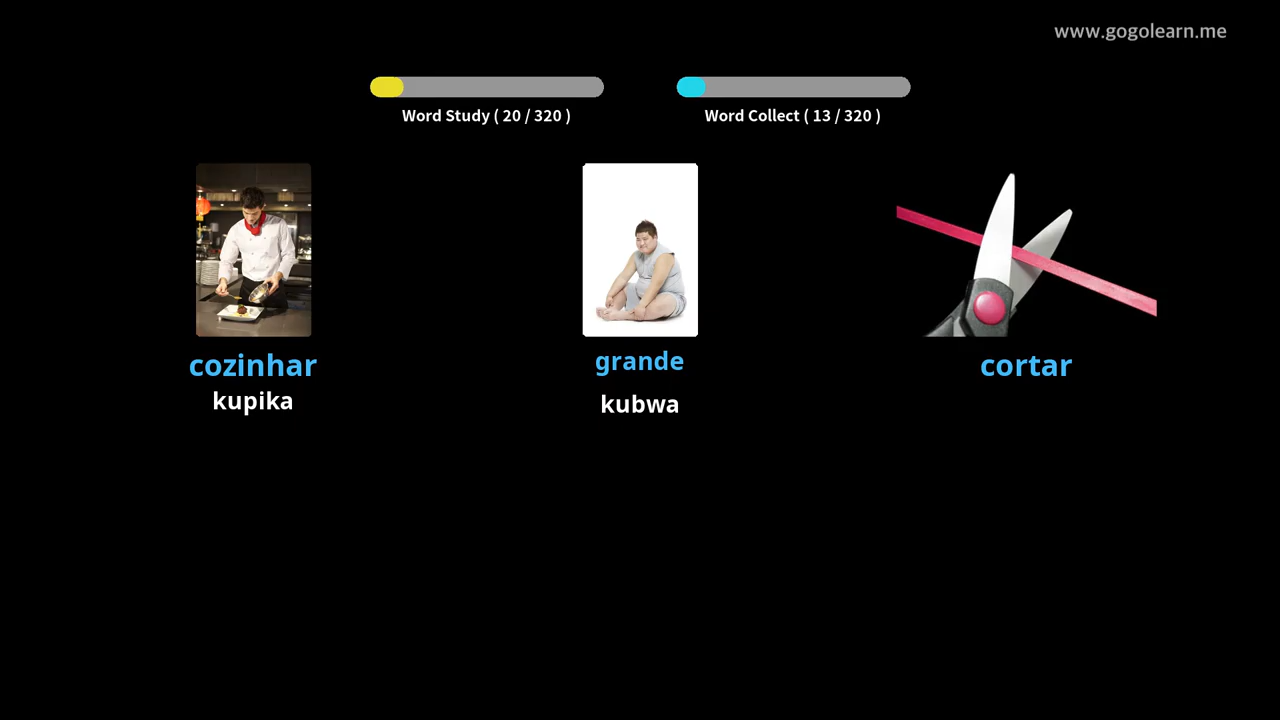 www.gogolearn.me
Word Study ( 20 / 320 )
Word Collect ( 13 / 320 )
cozinhar
kupika
grande
kubwa
cortar